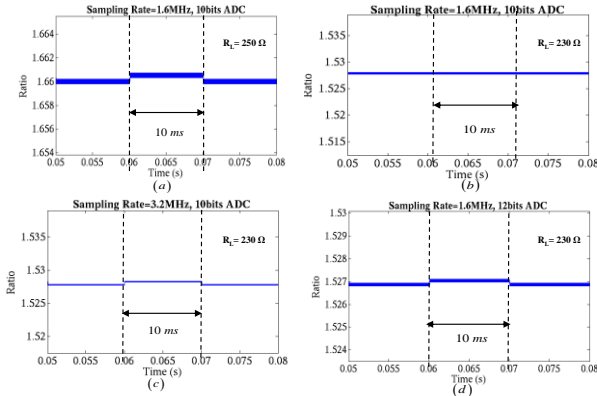 Sampling Rate=1.6MHz, 10bits ADC
1.664
1.662
1.66
1.658
1.656
1.654
Ratio
R_L= 250 Ω
10 ms
0.05 0.055 0.06 0.065 0.07 0.075 0.08
Time (s)
(a)
Sampling Rate=1.6MHz, 10bits ADC
1.535
1.53
1.525
1.52
1.515
Ratio
R_L= 230 Ω
10 ms
0.05 0.055 0.06 0.065 0.07 0.075 0.08
Time (s)
(b)
Sampling Rate=3.2MHz, 10bits ADC
1.535
1.53
1.525
1.52
Ratio
R_L= 230 Ω
10 ms
0.05 0.055 0.06 0.065 0.07 0.075 0.08
Time (s)
(c)
Sampling Rate=1.6MHz, 12bits ADC
1.53
1.529
1.528
1.527
1.526
1.525
1.524
Ratio
R_L= 230 Ω
10 ms
0.05 0.055 0.06 0.065 0.07 0.075 0.08
Time (s)
(d)